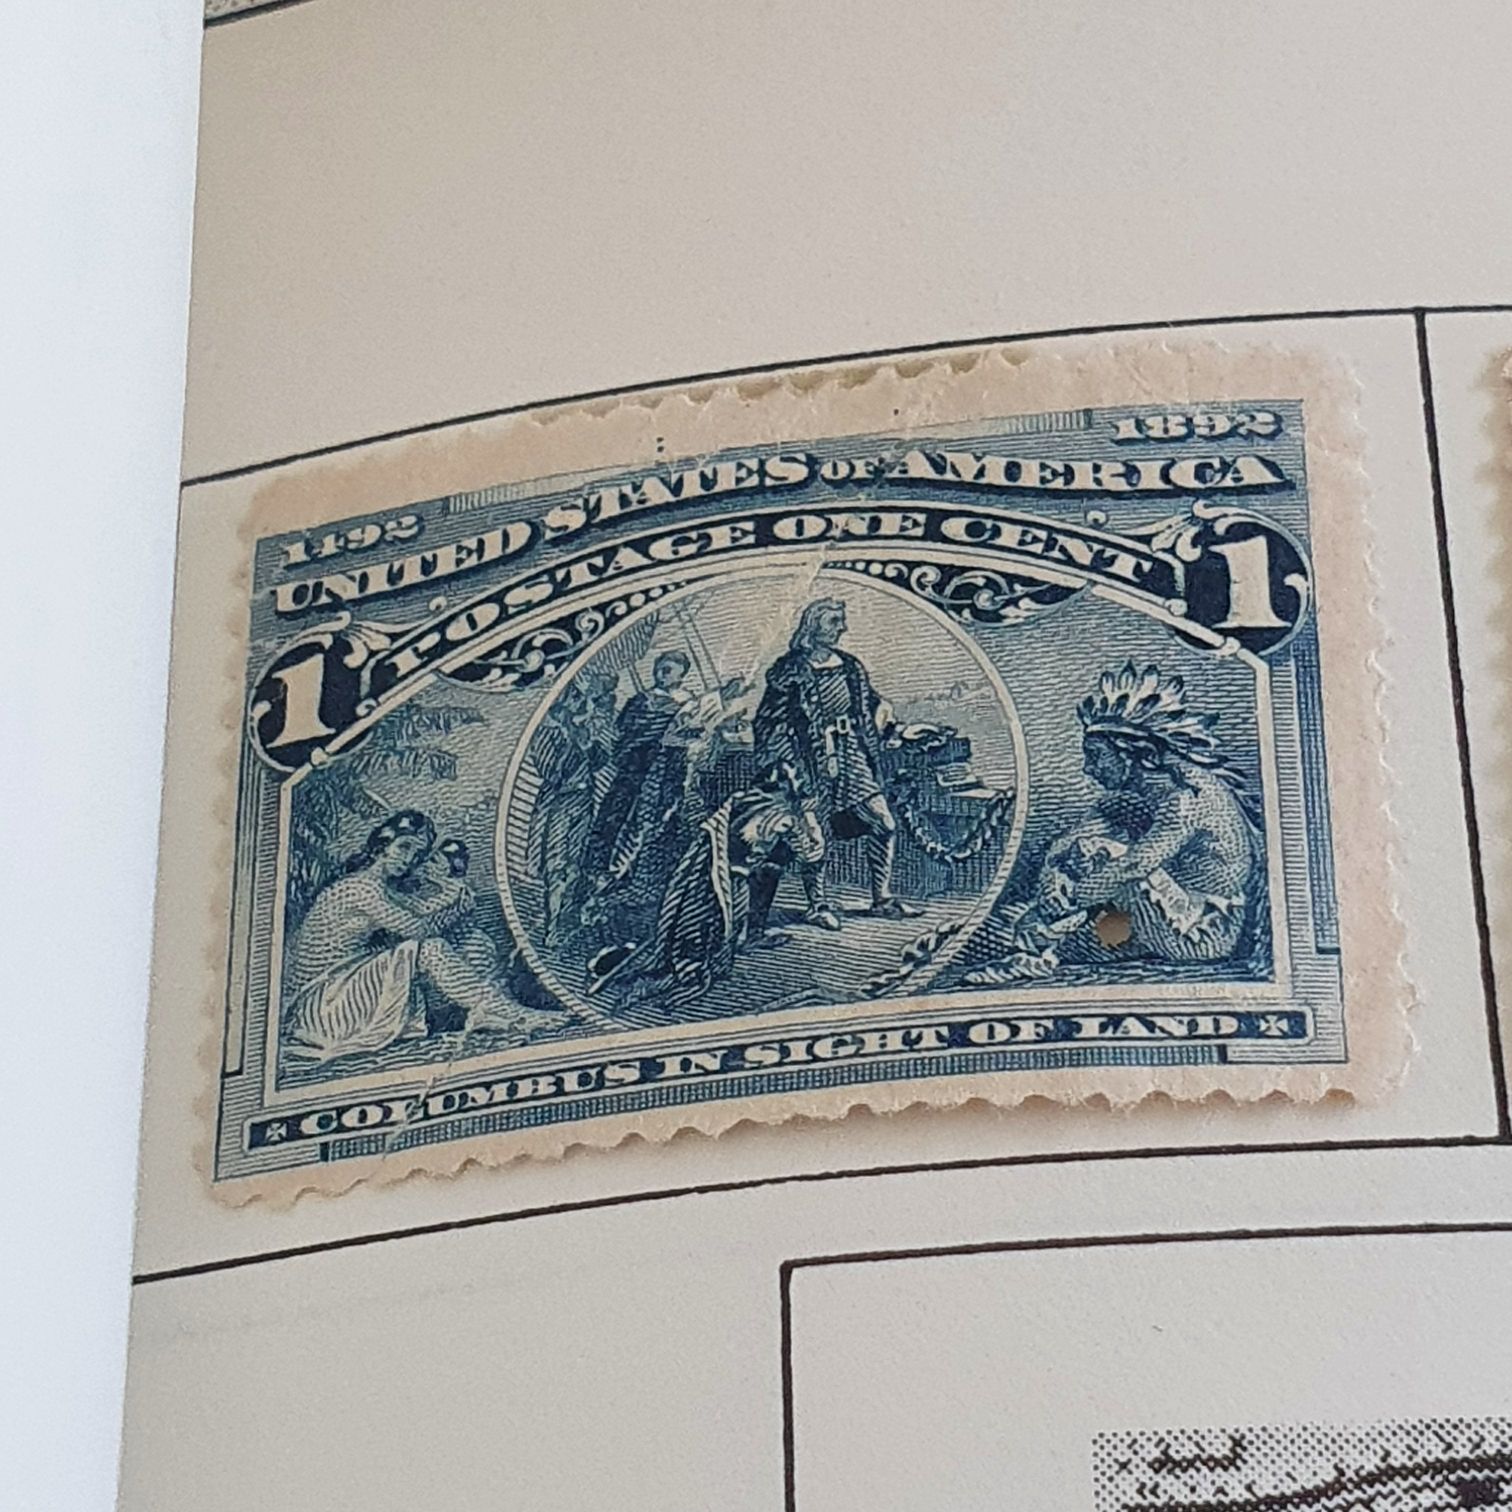 1492 1892
UNITED STATES OF AMERICA
POSTAGE ONE CENT
1 1
COLUMBUS IN SIGHT OF LAND